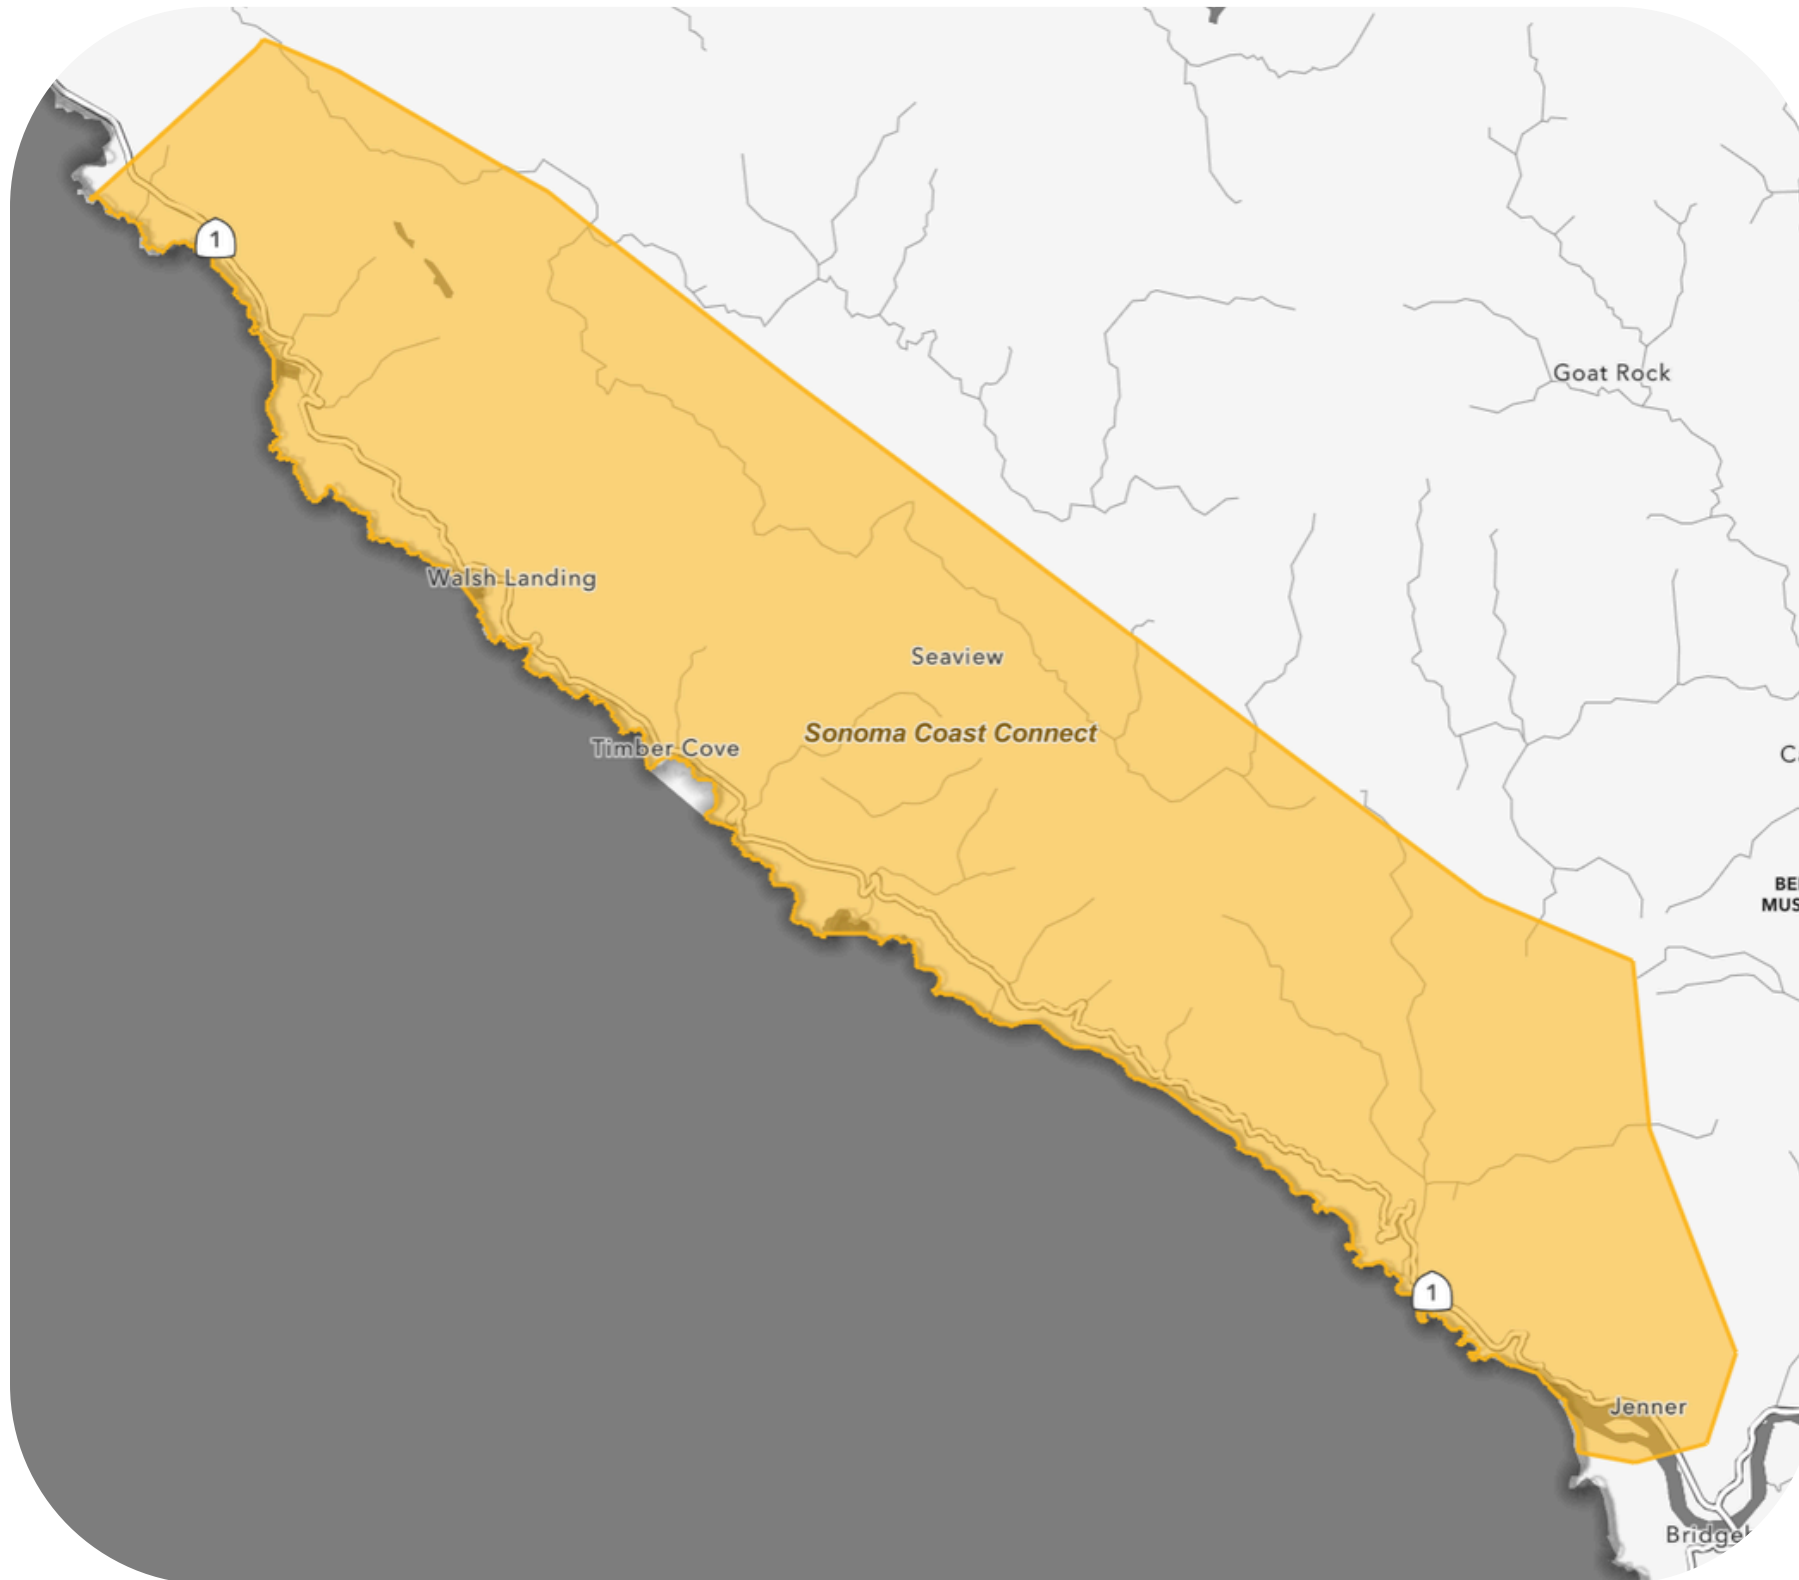 1
Goat Rock
Walsh Landing
Seaview
Sonoma Coast Connect
Timber Cove
1
Jenner